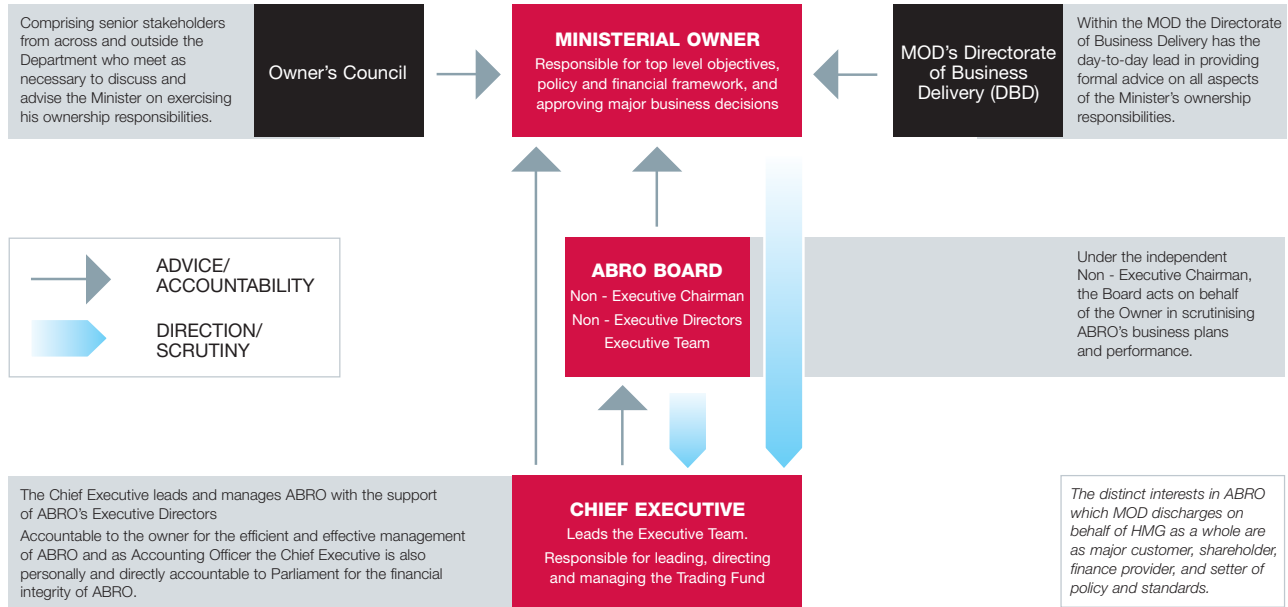 Comprising senior stakeholders
from across and outside the
Department who meet as
necessary to discuss and
advise the Minister on exercising
his ownership responsibilities.
Owner's Council
MINISTERIAL OWNER
Responsible for top level objectives,
policy and financial framework, and
approving major business decisions
MOD's Directorate
of Business
Delivery (DBD)
Within the MOD the Directorate
of Business Delivery has the
day-to-day lead in providing
formal advice on all aspects
of the Minister's ownership
responsibilities.
ADVICE/
ACCOUNTABILITY
DIRECTION/
SCRUTINY
ABRO BOARD
Non - Executive Chairman
Non - Executive Directors
Executive Team
Under the independent
Non - Executive Chairman,
the Board acts on behalf
of the Owner in scrutinising
ABRO's business plans
and performance.
The Chief Executive leads and manages ABRO with the support
of ABRO's Executive Directors
Accountable to the owner for the efficient and effective management
of ABRO and as Accounting Officer the Chief Executive is also
personally and directly accountable to Parliament for the financial
integrity of ABRO.
CHIEF EXECUTIVE
Leads the Executive Team.
Responsible for leading, directing
and managing the Trading Fund
The distinct interests in ABRO
which MOD discharges on
behalf of HMG as a whole are
as major customer, shareholder,
finance provider, and setter of
policy and standards.